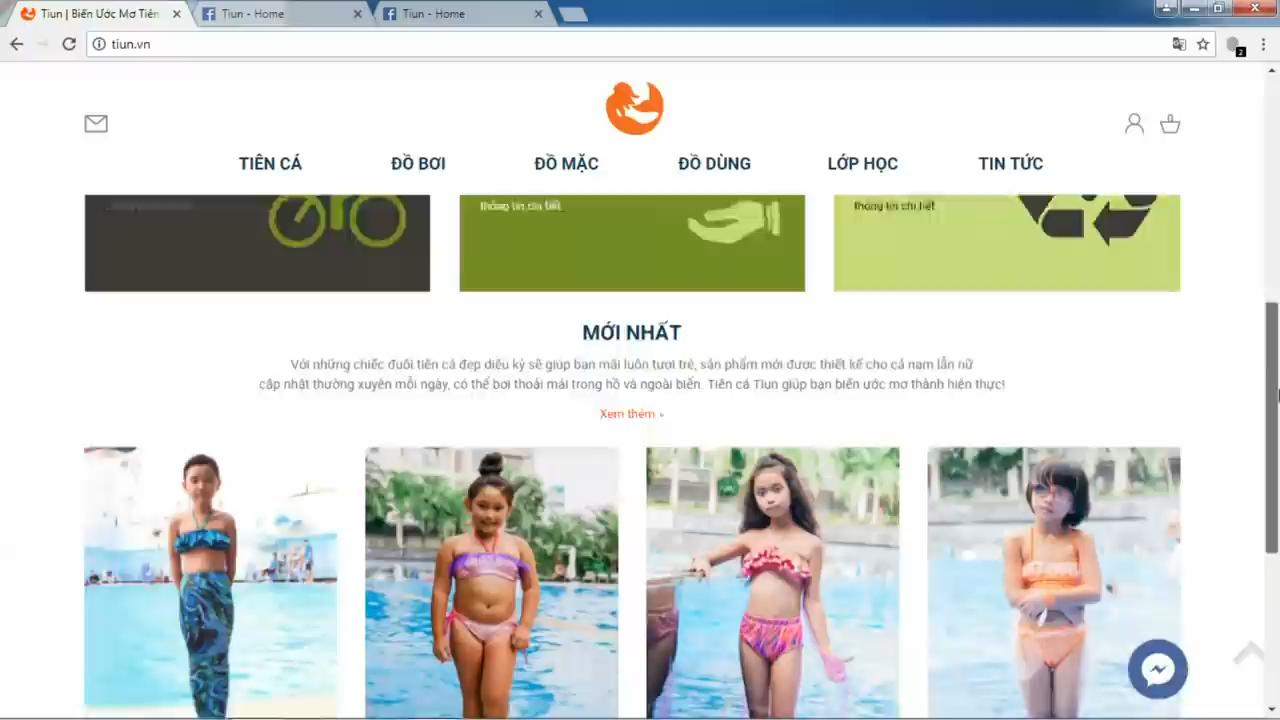 Tiun | Biến Ước Mơ Tiên
Tiun - Home
Tiun - Home
tiun.vn
2
TIÊN CÁ
ĐỒ BƠI
ĐỒ MẶC
ĐỒ DÙNG
LỚP HỌC
TIN TỨC
thông tin chi tiết
thông tin chi tiết
MỚI NHẤT
Với những chiếc đuôi tiên cá đẹp diệu kỳ sẽ giúp bạn mãi luôn tươi trẻ, sản phẩm mới được thiết kế cho cả nam lẫn nữ
cập nhật thường xuyên mỗi ngày, có thể bơi thoải mái trong hồ và ngoài biển. Tiên cá Tiun giúp bạn biến ước mơ thành hiện thực!
Xem thêm »